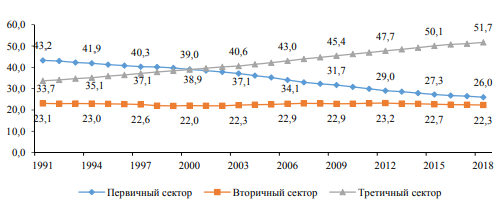 60,0
50,0
40,0
30,0
20,0
10,0
0,0
43,2 41,9 40,3 39,0 40,6 43,0 45,4 47,7 50,1 51,7
33,7 35,1 37,1 38,9 37,1 34,1 31,7 29,0 27,3 26,0
23,1 23,0 22,6 22,0 22,3 22,9 22,9 23,2 22,7 22,3
1991 1994 1997 2000 2003 2006 2009 2012 2015 2018
Первичный сектор Вторичный сектор Третичный сектор